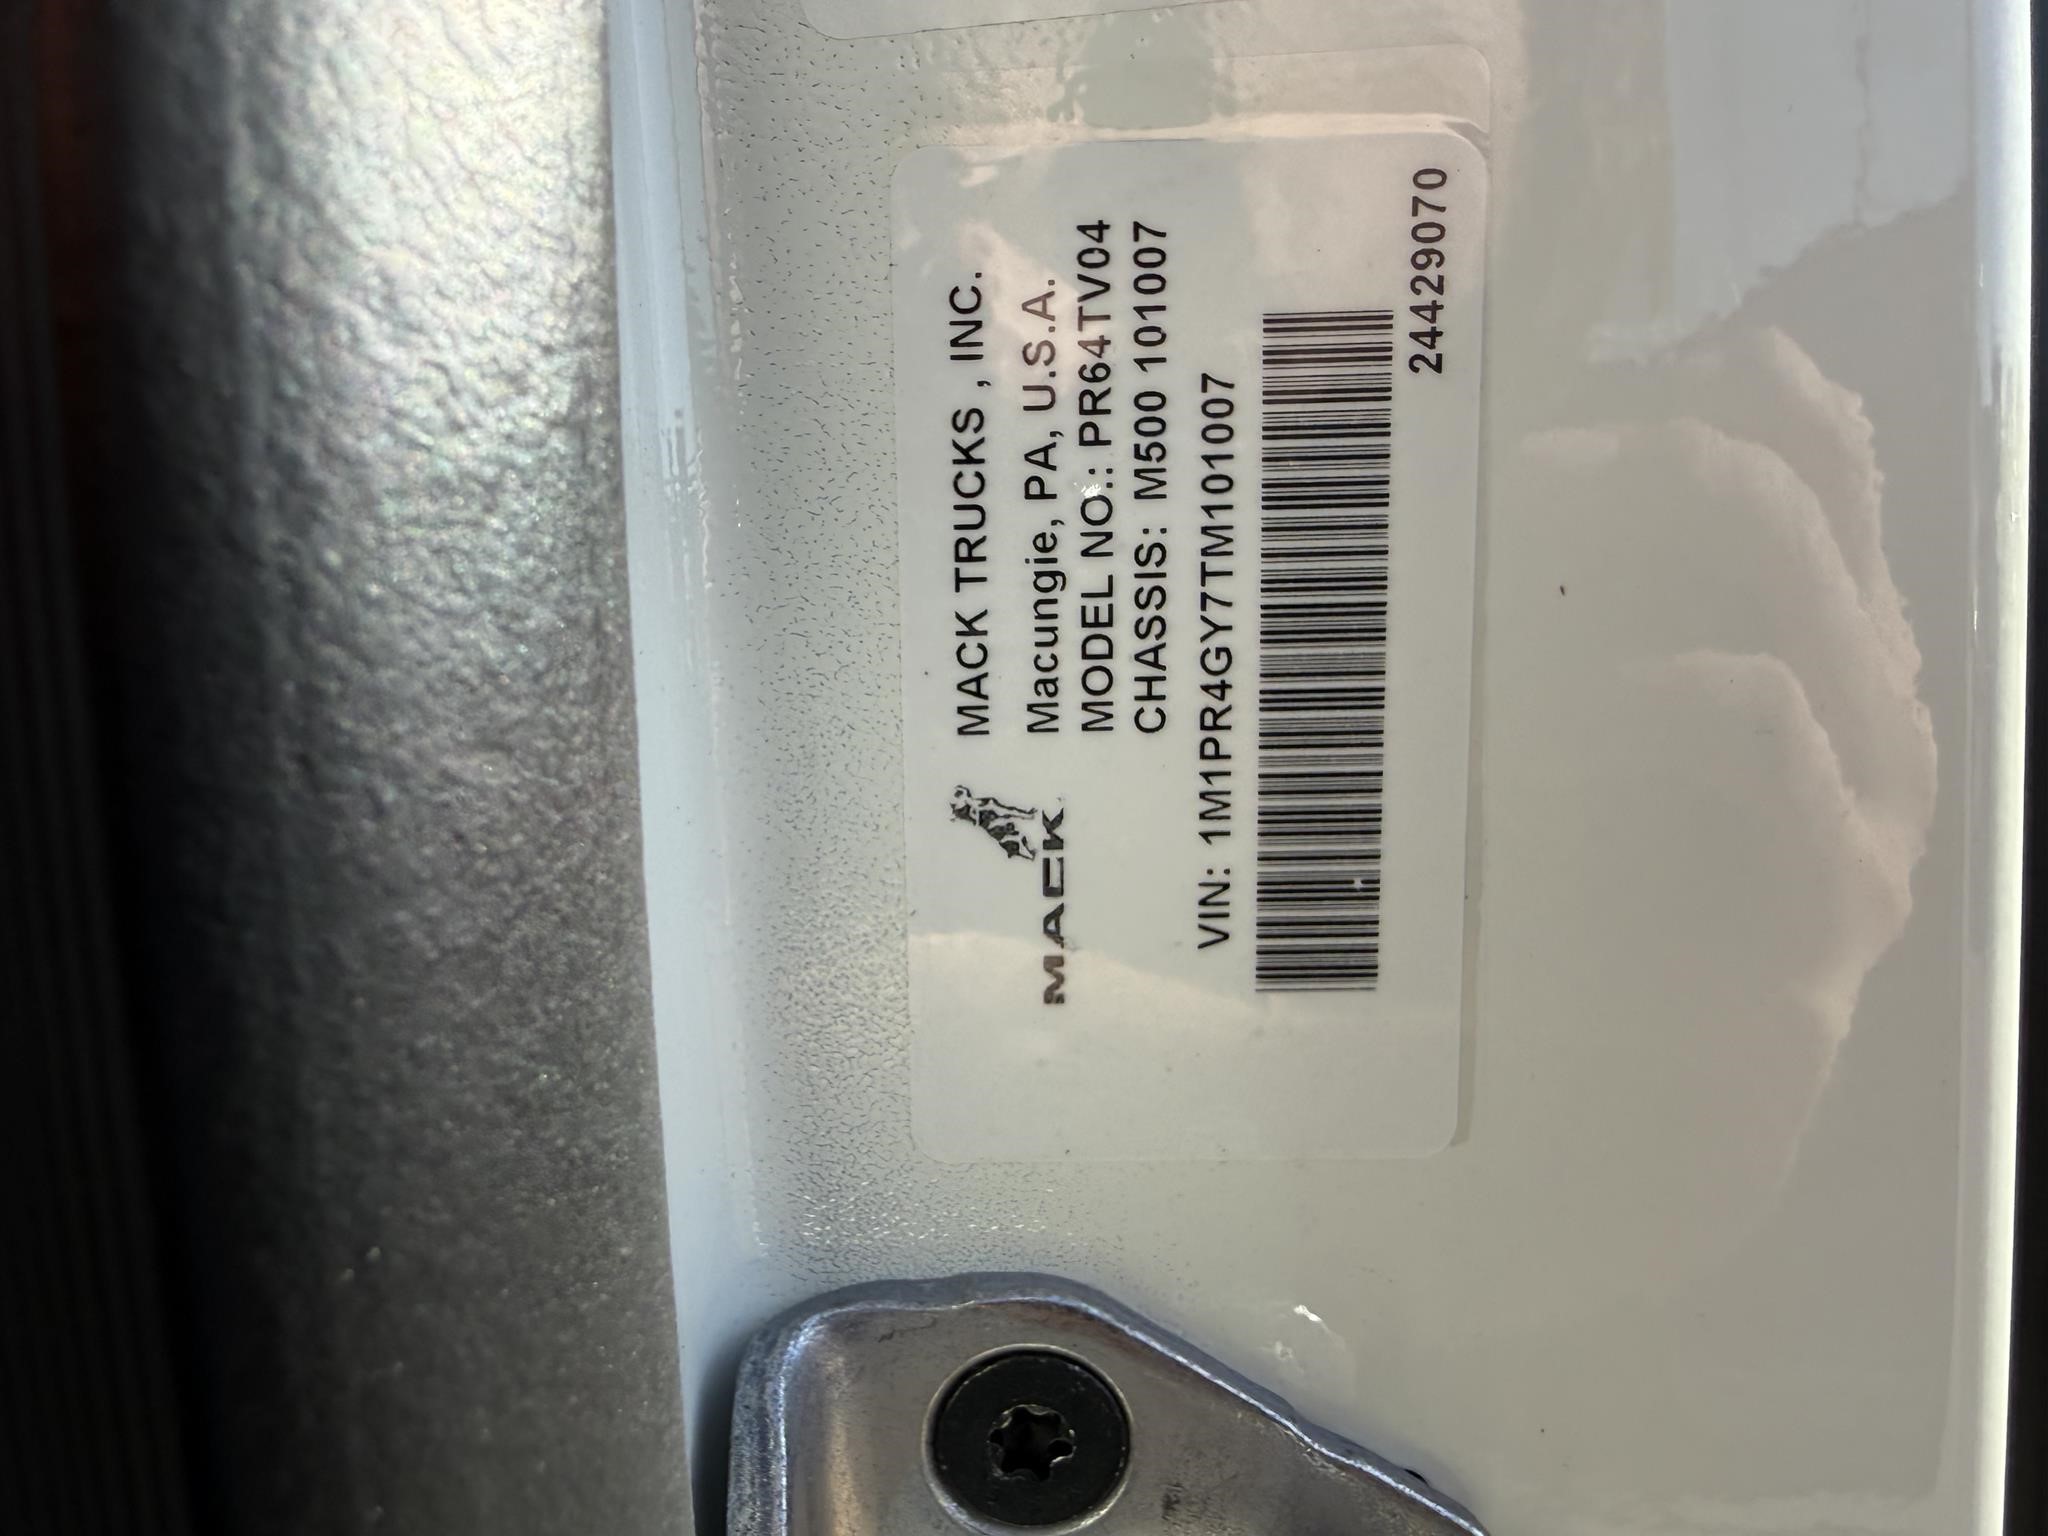 MACK TRUCKS , INC.
MACK
Macungie, PA, U.S.A.
MODEL NO.: PR64TV04
CHASSIS: M500 101007
VIN: 1M1PR4GY7TM101007
24429070